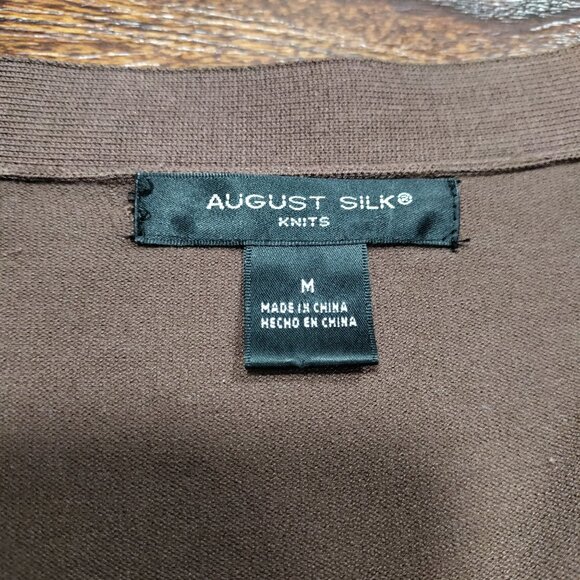 AUGUST SILK®
KNITS
M
MADE IN CHINA
HECHO EN CHINA